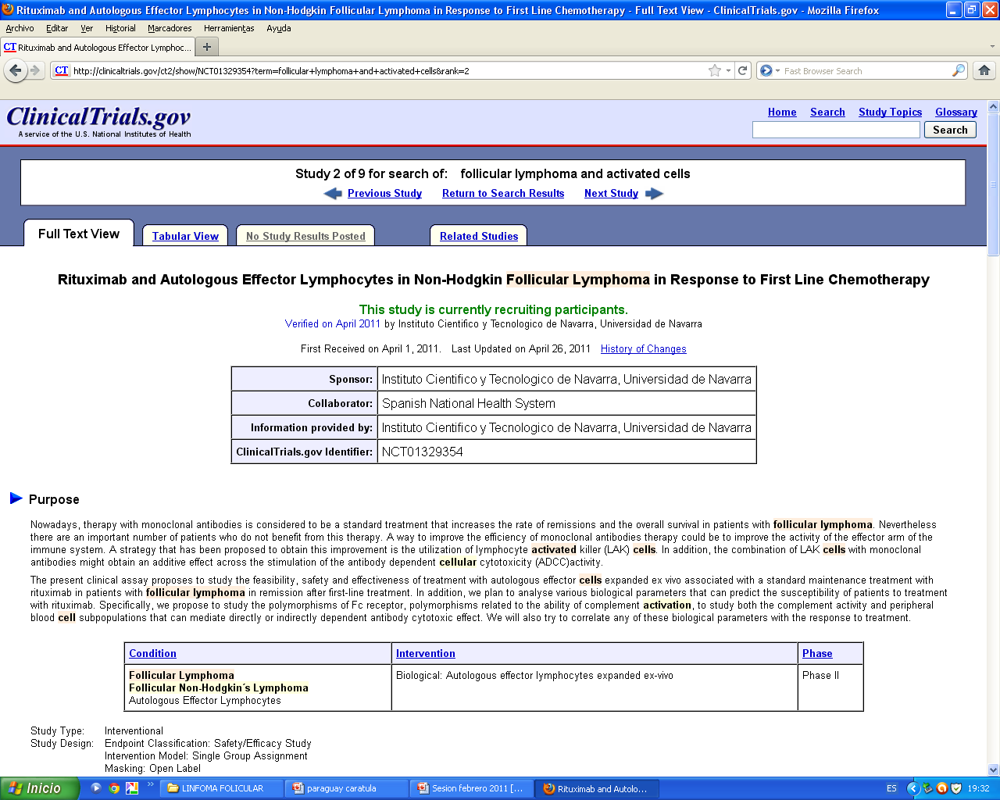 Rituximab and Autologous Effector Lymphocytes in Non-Hodgkin Follicular Lymphoma in Response to First Line Chemotherapy - Full Text View - ClinicalTrials.gov - Mozilla Firefox
Archivo Editar Ver Historial Marcadores Herramientas Ayuda
CT Rituximab and Autologous Effector Lymphoc... +
CT http://clinicaltrials.gov/ct2/show/NCT01329354?term=follicular+lymphoma+and+activated+cells&rank=2 Fast Browser Search
ClinicalTrials.gov
A service of the U.S. National Institutes of Health
Home Search Study Topics Glossary
Search
Study 2 of 9 for search of: follicular lymphoma and activated cells
Previous Study Return to Search Results Next Study
Full Text View Tabular View No Study Results Posted Related Studies
Rituximab and Autologous Effector Lymphocytes in Non-Hodgkin Follicular Lymphoma in Response to First Line Chemotherapy
This study is currently recruiting participants.
Verified on April 2011 by Instituto Cientifico y Tecnologico de Navarra, Universidad de Navarra
First Received on April 1, 2011. Last Updated on April 26, 2011 History of Changes
Sponsor: Instituto Cientifico y Tecnologico de Navarra, Universidad de Navarra
Collaborator: Spanish National Health System
Information provided by: Instituto Cientifico y Tecnologico de Navarra, Universidad de Navarra
ClinicalTrials.gov Identifier: NCT01329354
Purpose
Nowadays, therapy with monoclonal antibodies is considered to be a standard treatment that increases the rate of remissions and the overall survival in patients with follicular lymphoma. Nevertheless
there are an important number of patients who do not benefit from this therapy. A way to improve the efficiency of monoclonal antibodies therapy could be to improve the activity of the effector arm of the
immune system. A strategy that has been proposed to obtain this improvement is the utilization of lymphocyte activated killer (LAK) cells. In addition, the combination of LAK cells with monoclonal
antibodies might obtain an additive effect across the stimulation of the antibody dependent cellular cytotoxicity (ADCC)activity.
The present clinical assay proposes to study the feasibility, safety and effectiveness of treatment with autologous effector cells expanded ex vivo associated with a standard maintenance treatment with
rituximab in patients with follicular lymphoma in remission after first-line treatment. In addition, we plan to analyse various biological parameters that can predict the susceptibility of patients to treatment
with rituximab. Specifically, we propose to study the polymorphisms of Fc receptor, polymorphisms related to the ability of complement activation, to study both the complement activity and peripheral
blood cell subpopulations that can mediate directly or indirectly dependent antibody cytotoxic effect. We will also try to correlate any of these biological parameters with the response to treatment.
Condition Intervention Phase
Follicular Lymphoma Biological: Autologous effector lymphocytes expanded ex-vivo Phase II
Follicular Non-Hodgkin´s Lymphoma
Autologous Effector Lymphocytes
Study Type: Interventional
Study Design: Endpoint Classification: Safety/Efficacy Study
Intervention Model: Single Group Assignment
Masking: Open Label
Inicio » LINFOMA FOLICULAR paraguay caratula Sesion febrero 2011 [... Rituximab and Autolo... ES 19:32